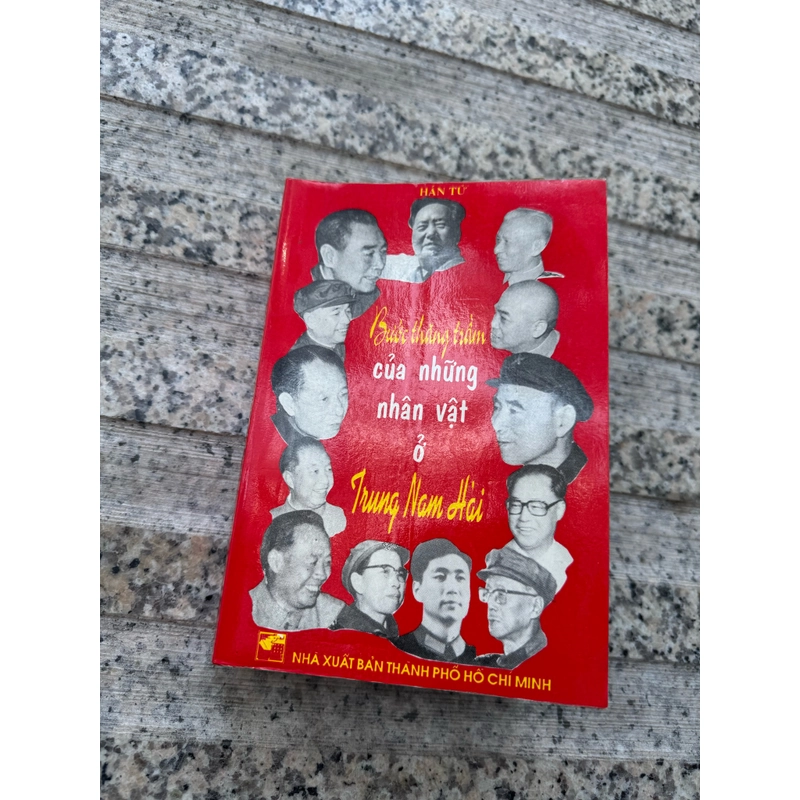 HÀN TỬ
Bước thăng trầm
của những
nhân vật
ở
Trung Nam Hải
NHÀ XUẤT BẢN THÀNH PHỐ HỒ CHÍ MINH